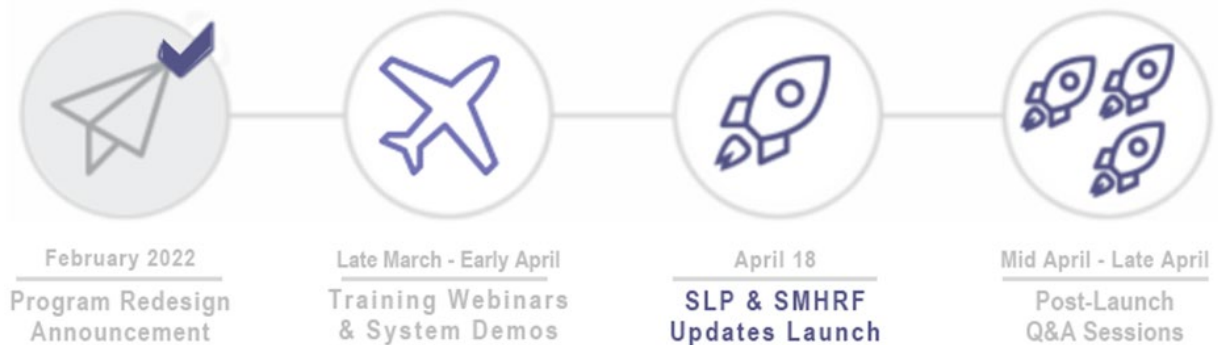 February 2022
Program Redesign
Announcement
Late March - Early April
Training Webinars
& System Demos
April 18
SLP & SMHRF
Updates Launch
Mid April - Late April
Post-Launch
Q&A Sessions